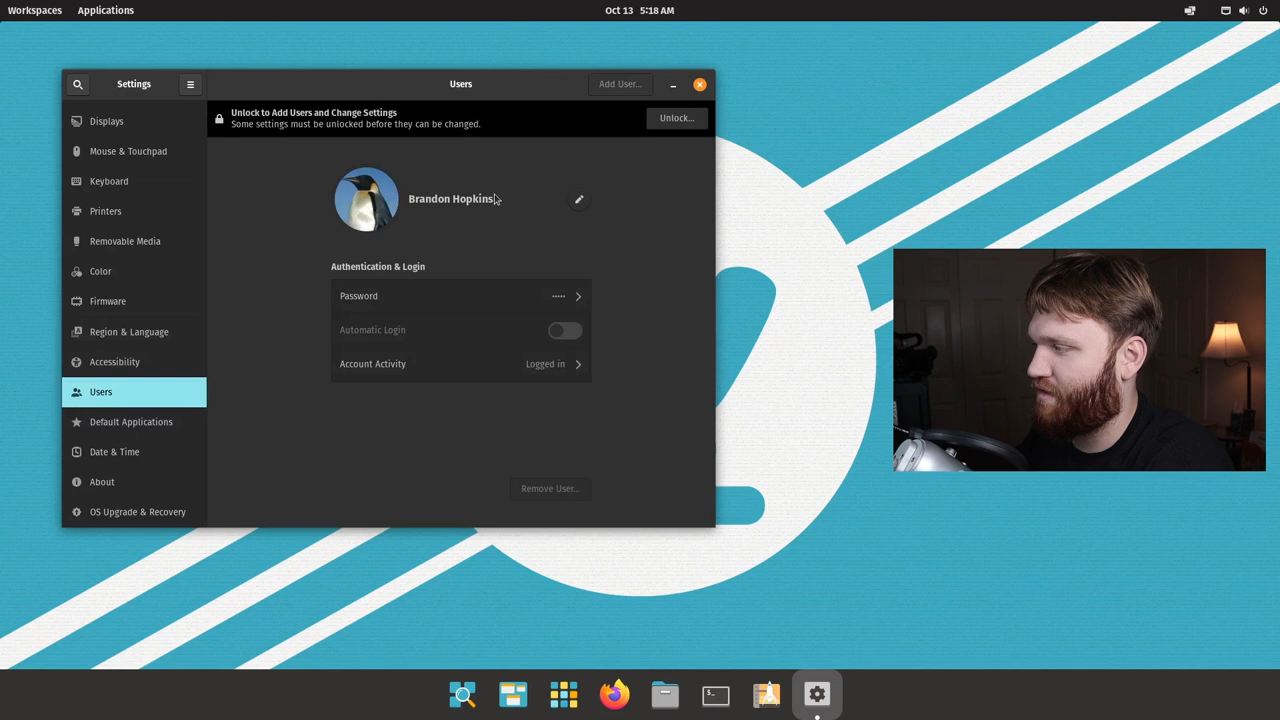 Workspaces
Applications
Oct 13 5:18 AM
Settings
Users
Add User...
Unlock to Add Users and Change Settings
Some settings must be unlocked before they can be changed.
Unlock...
Displays
Mouse & Touchpad
Keyboard
Printers
Removable Media
Color
Firmware
Region & Language
Accessibility
Users
Default Applications
Date & Time
About
OS Upgrade & Recovery
Brandon Hopkins
Authentication & Login
Password •••••
Automatic Login
Account Activity Logged in
Remove User...